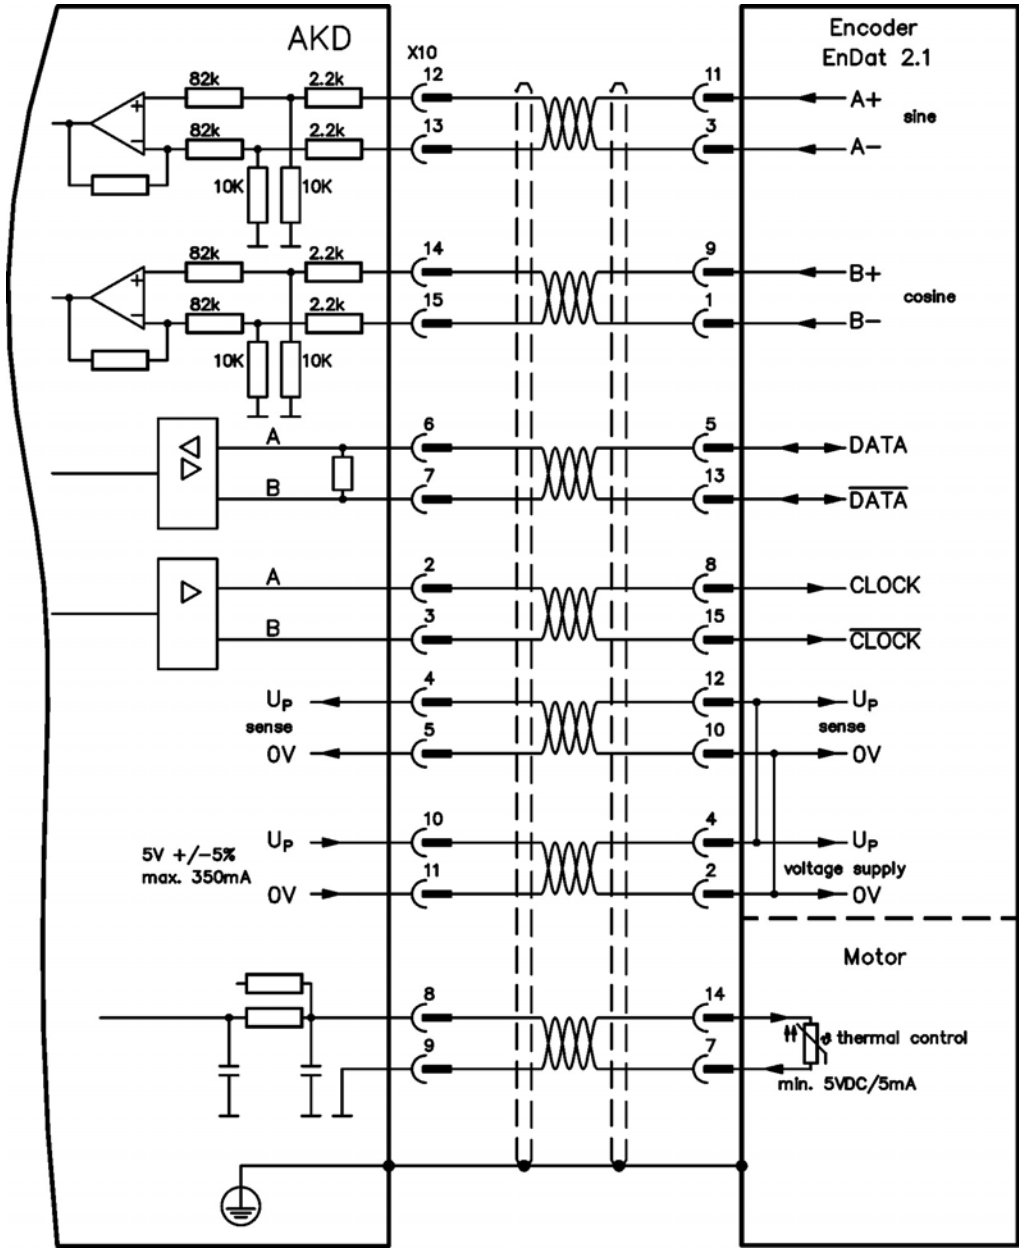 AKD
X10
Encoder
EnDat 2.1
82k
2.2k
12
11
A+
sine
82k
2.2k
13
3
A-
10K
10K
82k
2.2k
14
9
B+
cosine
82k
2.2k
15
1
B-
10K
10K
A
6
5
DATA
B
7
13
DATA
A
2
8
CLOCK
B
3
15
CLOCK
UP
4
12
UP
sense
sense
0V
5
10
0V
5V +/-5%
max. 350mA
UP
10
4
UP
voltage supply
0V
11
2
0V
Motor
8
14
ϑ thermal control
9
7
min. 5VDC/5mA